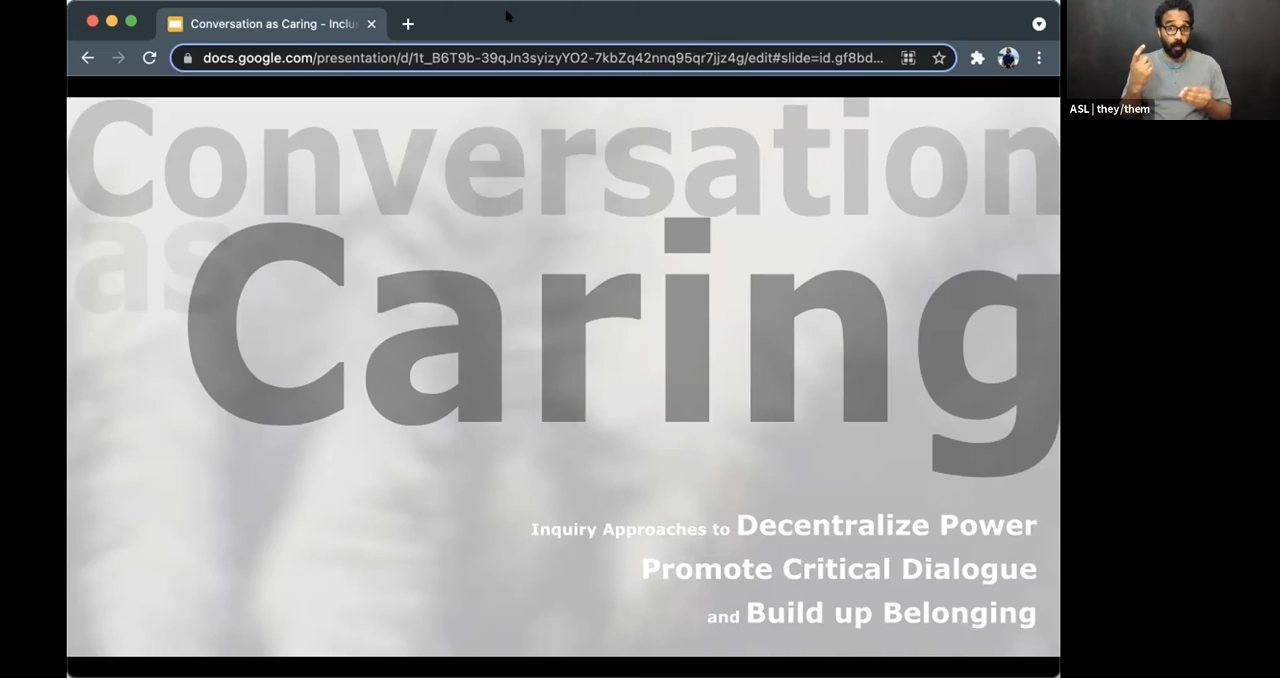 Conversation as Caring - Inclu
docs.google.com/presentation/d/1t_B6T9b-39qJn3syizyYO2-7kbZq42nnq95qr7jjz4g/edit#slide=id.gf8bd...
ASL | they/them
Conversation
as
Caring
Inquiry Approaches to Decentralize Power
Promote Critical Dialogue
and Build up Belonging